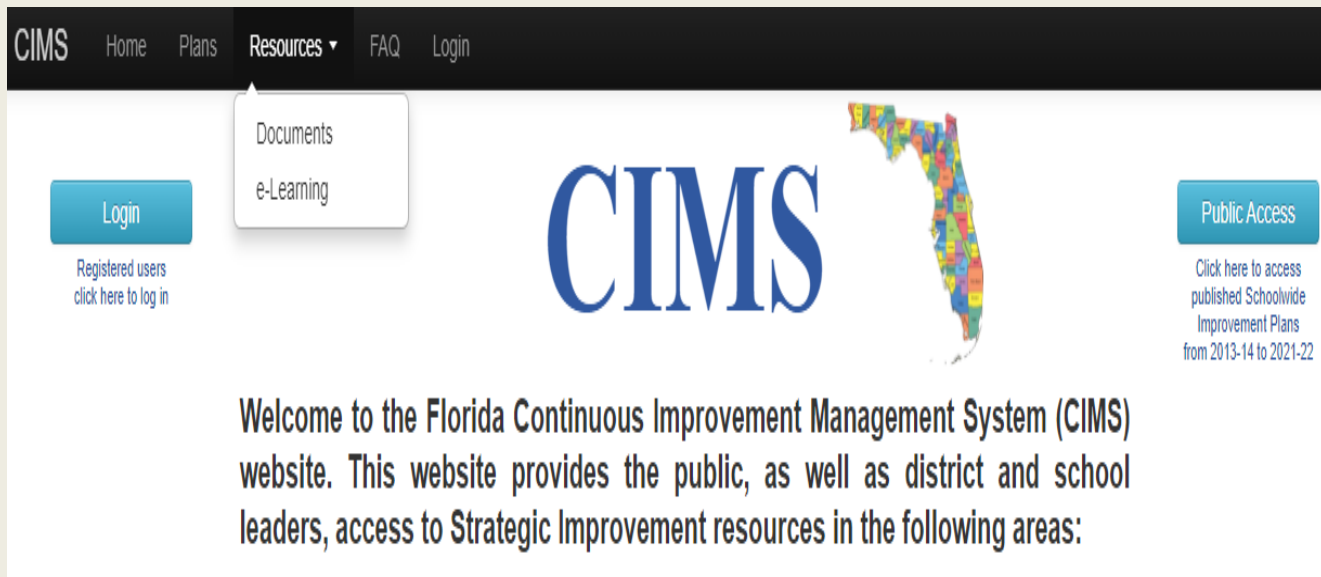 CIMS Home Plans Resources FAQ Login
Documents
e-Learning
Login
Registered users
click here to log in
CIMS
Public Access
Click here to access
published Schoolwide
Improvement Plans
from 2013-14 to 2021-22
Welcome to the Florida Continuous Improvement Management System (CIMS)
website. This website provides the public, as well as district and school
leaders, access to Strategic Improvement resources in the following areas: